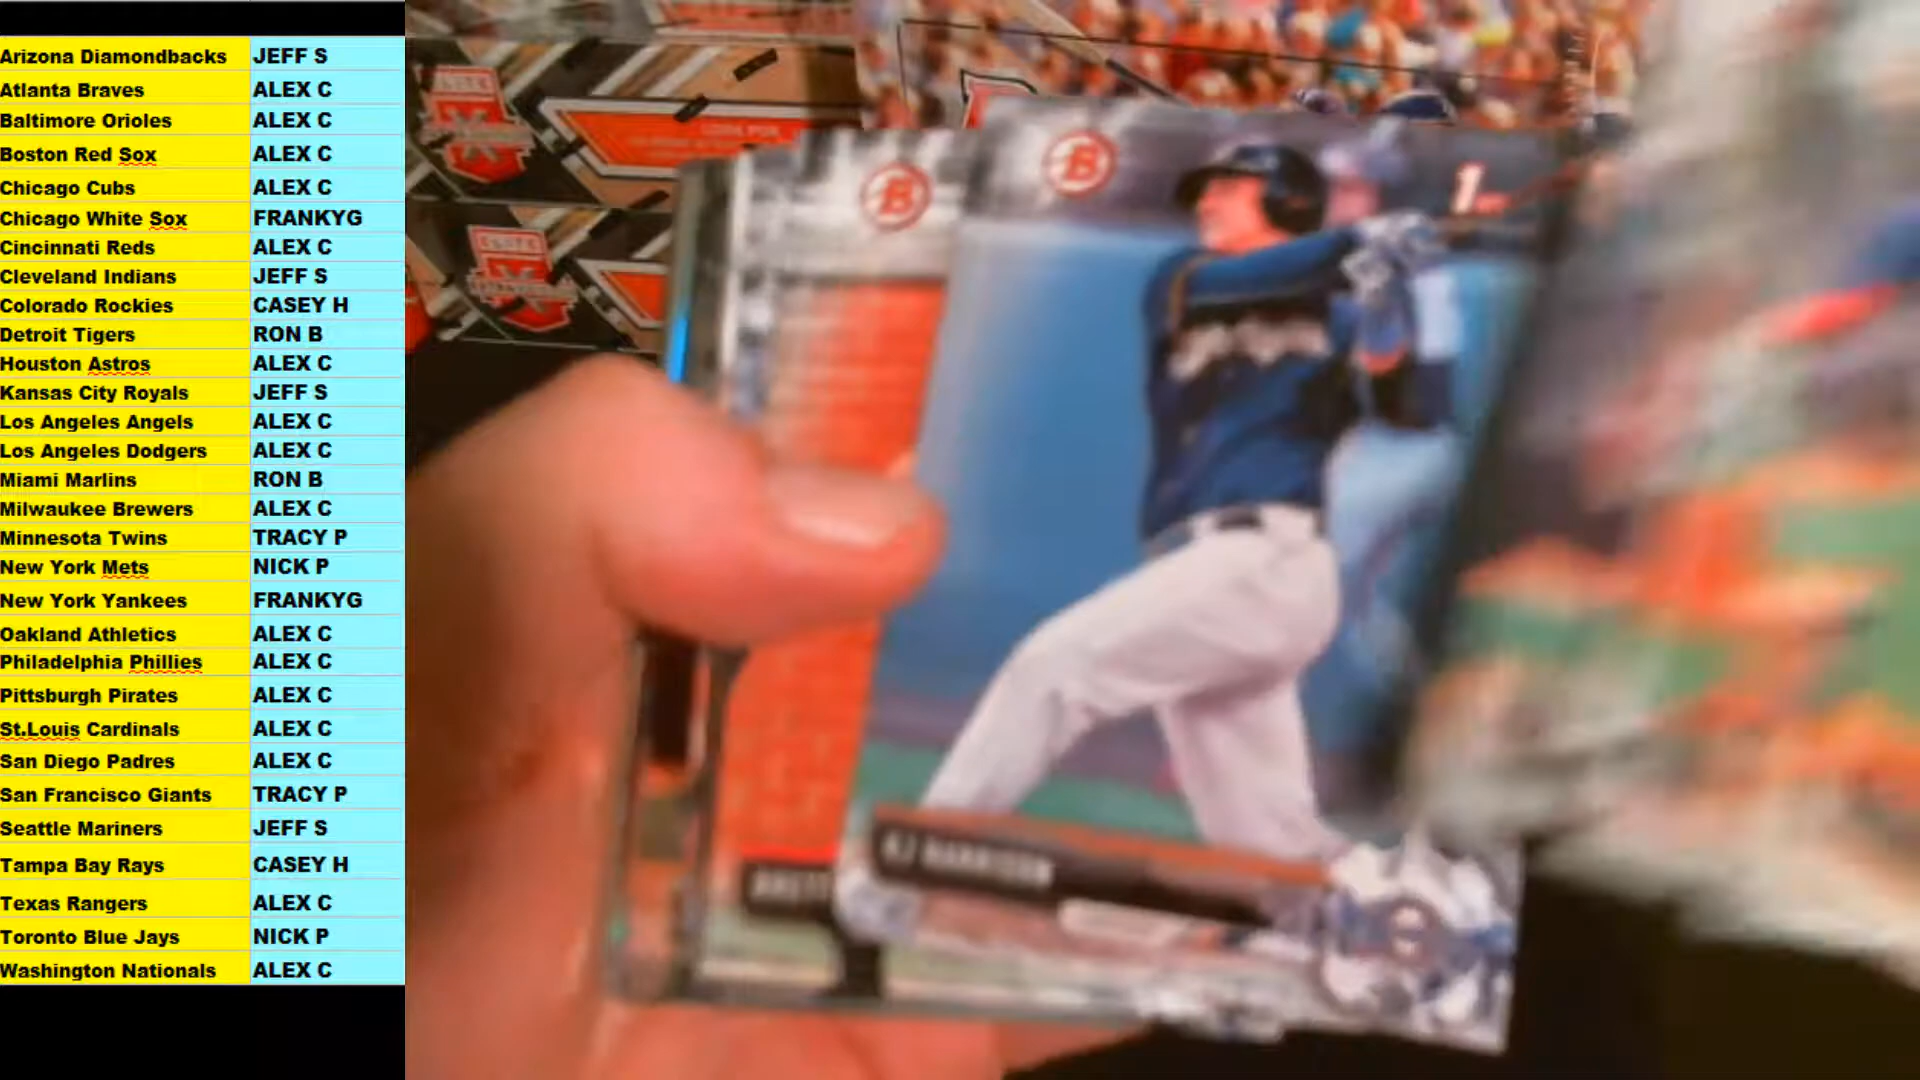 Arizona Diamondbacks JEFF S
Atlanta Braves ALEX C
Baltimore Orioles ALEX C
Boston Red Sox ALEX C
Chicago Cubs ALEX C
Chicago White Sox FRANKYG
Cincinnati Reds ALEX C
Cleveland Indians JEFF S
Colorado Rockies CASEY H
Detroit Tigers RON B
Houston Astros ALEX C
Kansas City Royals JEFF S
Los Angeles Angels ALEX C
Los Angeles Dodgers ALEX C
Miami Marlins RON B
Milwaukee Brewers ALEX C
Minnesota Twins TRACY P
New York Mets NICK P
New York Yankees FRANKYG
Oakland Athletics ALEX C
Philadelphia Phillies ALEX C
Pittsburgh Pirates ALEX C
St.Louis Cardinals ALEX C
San Diego Padres ALEX C
San Francisco Giants TRACY P
Seattle Mariners JEFF S
Tampa Bay Rays CASEY H
Texas Rangers ALEX C
Toronto Blue Jays NICK P
Washington Nationals ALEX C
B
B
1
KJ HARRISON
BRETT